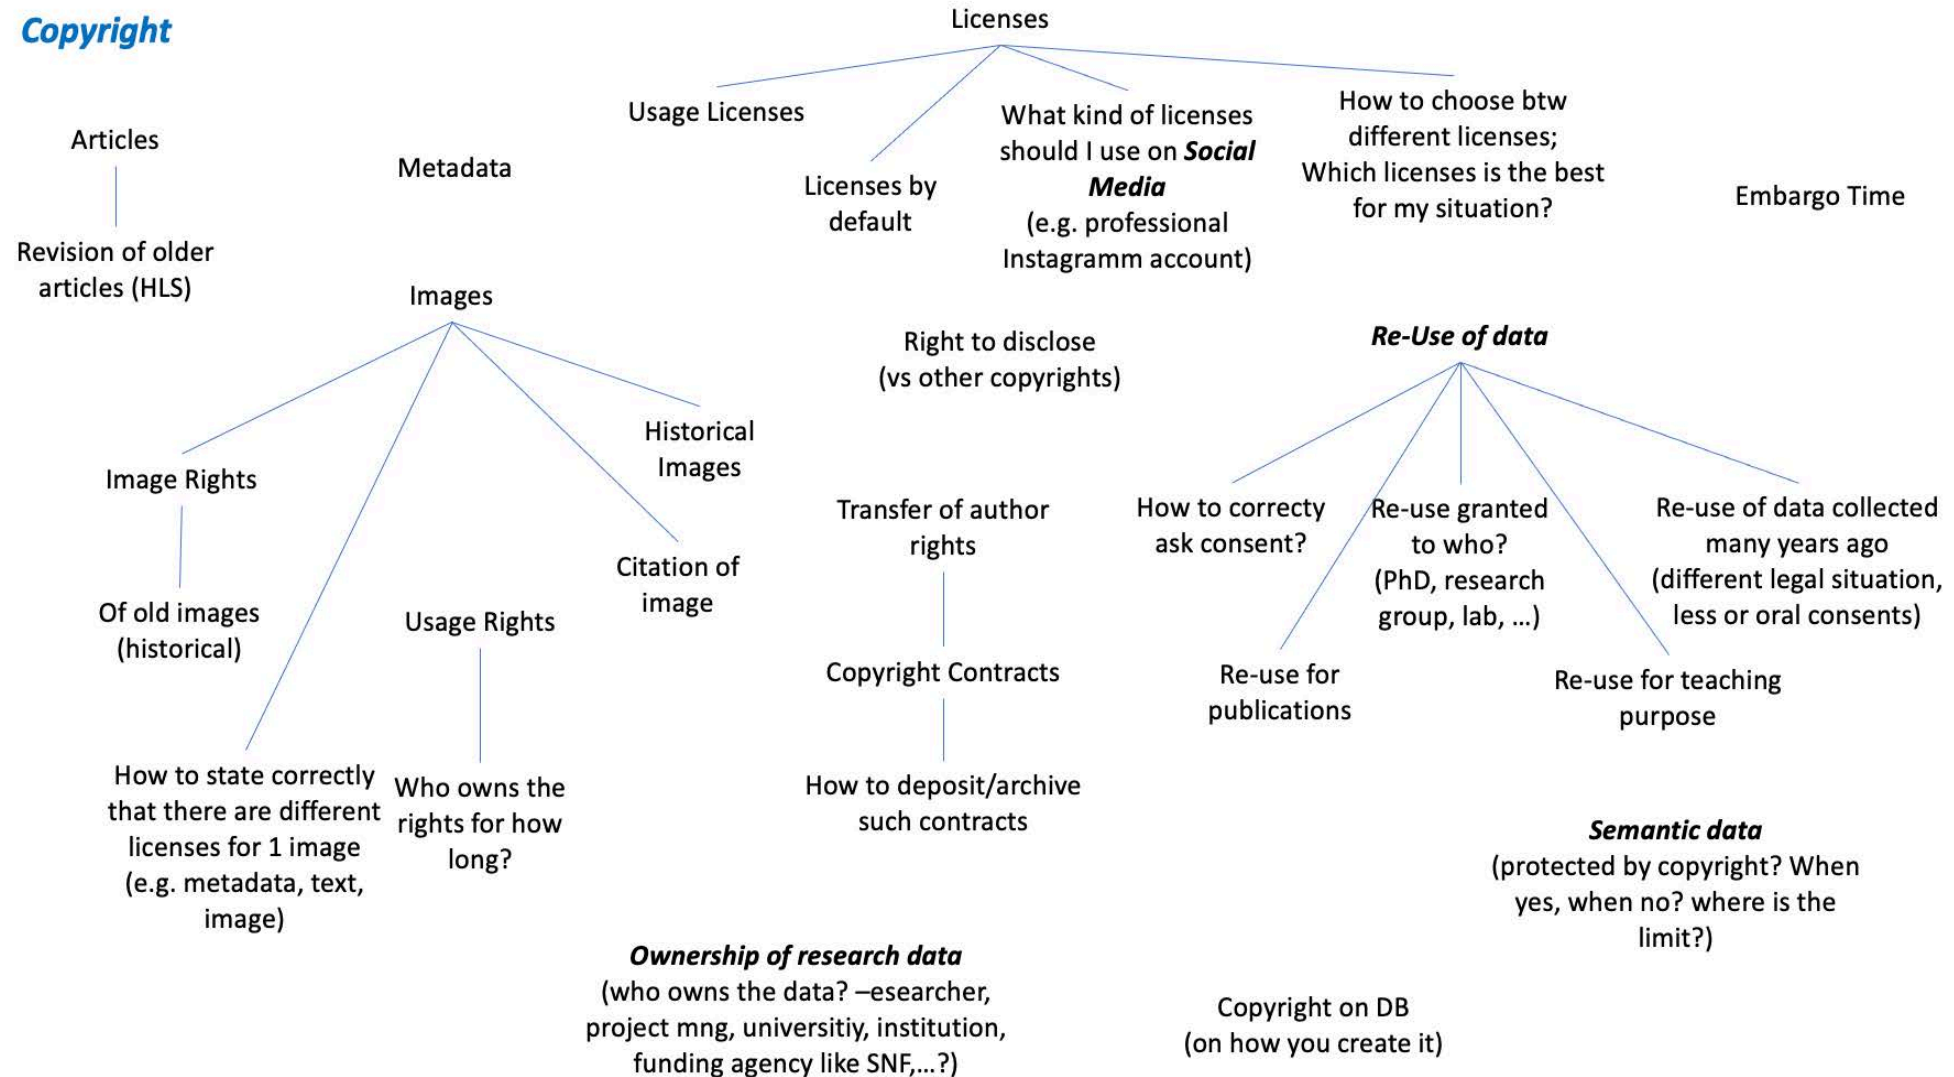 Copyright
Licenses
Usage Licenses
Licenses by
default
What kind of licenses
should I use on Social
Media
(e.g. professional
Instagramm account)
How to choose btw
different licenses;
Which licenses is the best
for my situation?
Articles
Revision of older
articles (HLS)
Metadata
Embargo Time
Images
Image Rights
Of old images
(historical)
How to state correctly
that there are different
licenses for 1 image
(e.g. metadata, text,
image)
Citation of
image
Historical
Images
Usage Rights
Who owns the
rights for how
long?
Right to disclose
(vs other copyrights)
Transfer of author
rights
Copyright Contracts
How to deposit/archive
such contracts
Re-Use of data
How to correcty
ask consent?
Re-use for
publications
Re-use granted
to who?
(PhD, research
group, lab, ...)
Re-use for teaching
purpose
Re-use of data collected
many years ago
(different legal situation,
less or oral consents)
Semantic data
(protected by copyright? When
yes, when no? where is the
limit?)
Ownership of research data
(who owns the data? –esearcher,
project mng, universitiy, institution,
funding agency like SNF,...?)
Copyright on DB
(on how you create it)